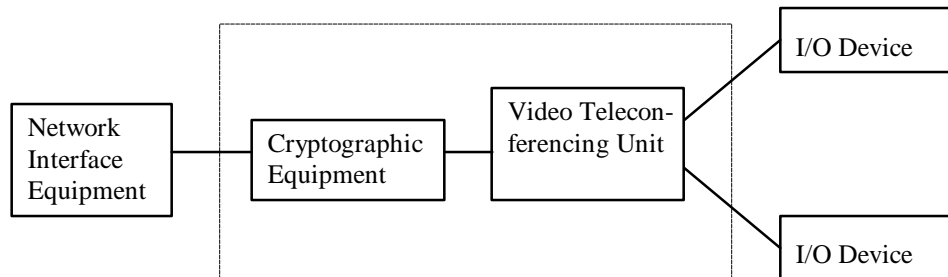 I/O Device
Network
Interface
Equipment
Cryptographic
Equipment
Video Telecon-
ferencing Unit
I/O Device